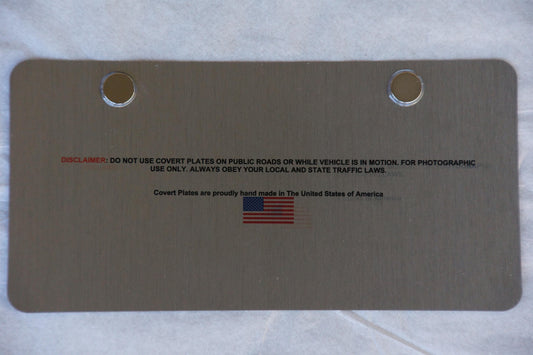 DISCLAIMER: DO NOT USE COVERT PLATES ON PUBLIC ROADS OR WHILE VEHICLE IS IN MOTION. FOR PHOTOGRAPHIC
USE ONLY. ALWAYS OBEY YOUR LOCAL AND STATE TRAFFIC LAWS.
Covert Plates are proudly hand made in The United States of America